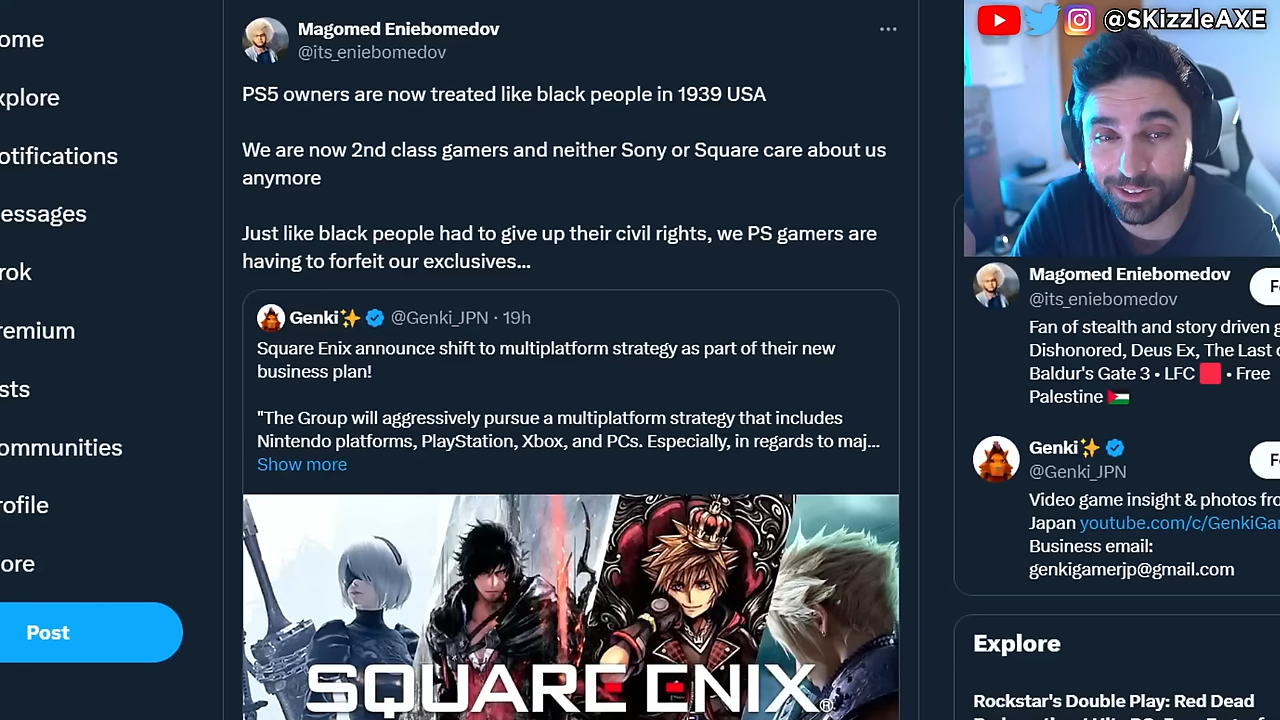 ome
xplore
otifications
essages
rok
remium
sts
ommunities
rofile
ore
Post
Magomed Eniebomedov
@its_eniebomedov
PS5 owners are now treated like black people in 1939 USA
We are now 2nd class gamers and neither Sony or Square care about us
anymore
Just like black people had to give up their civil rights, we PS gamers are
having to forfeit our exclusives...
Genki✨ @Genki_JPN · 19h
Square Enix announce shift to multiplatform strategy as part of their new
business plan!
"The Group will aggressively pursue a multiplatform strategy that includes
Nintendo platforms, PlayStation, Xbox, and PCs. Especially, in regards to maj...
Show more
SQUARE ENIX®
@SKizzleAXE
Magomed Eniebomedov
@its_eniebomedov
Fan of stealth and story driven g
Dishonored, Deus Ex, The Last o
Baldur's Gate 3 • LFC 🟥 • Free
Palestine 🇵🇸
Genki✨
@Genki_JPN
Video game insight & photos fro
Japan youtube.com/c/GenkiGa
Business email:
genkigamerjp@gmail.com
Explore
Rockstar's Double Play: Red Dead